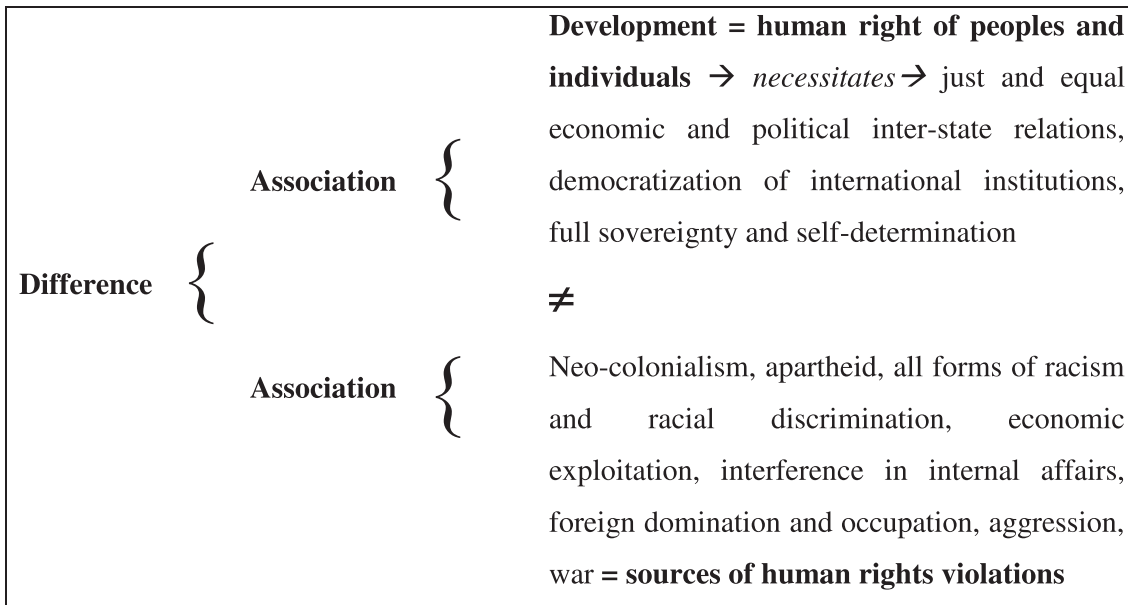 Development = human right of peoples and
individuals → necessitates→ just and equal
economic and political inter-state relations,
Association {
democratization of international institutions,
full sovereignty and self-determination
Difference {
≠
Neo-colonialism, apartheid, all forms of racism
Association {
and racial discrimination, economic
exploitation, interference in internal affairs,
foreign domination and occupation, aggression,
war = sources of human rights violations